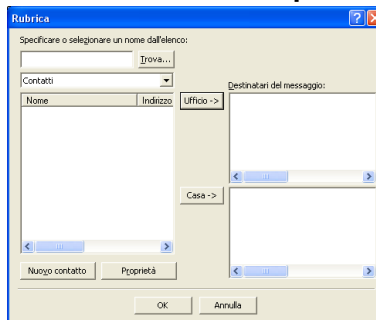 Rubrica
Specificare o selezionare un nome dall'elenco:
Trova...
Contatti
Destinatari del messaggio:
Nome Indirizzo
Ufficio ->
Casa ->
Nuovo contatto Proprietà
OK Annulla